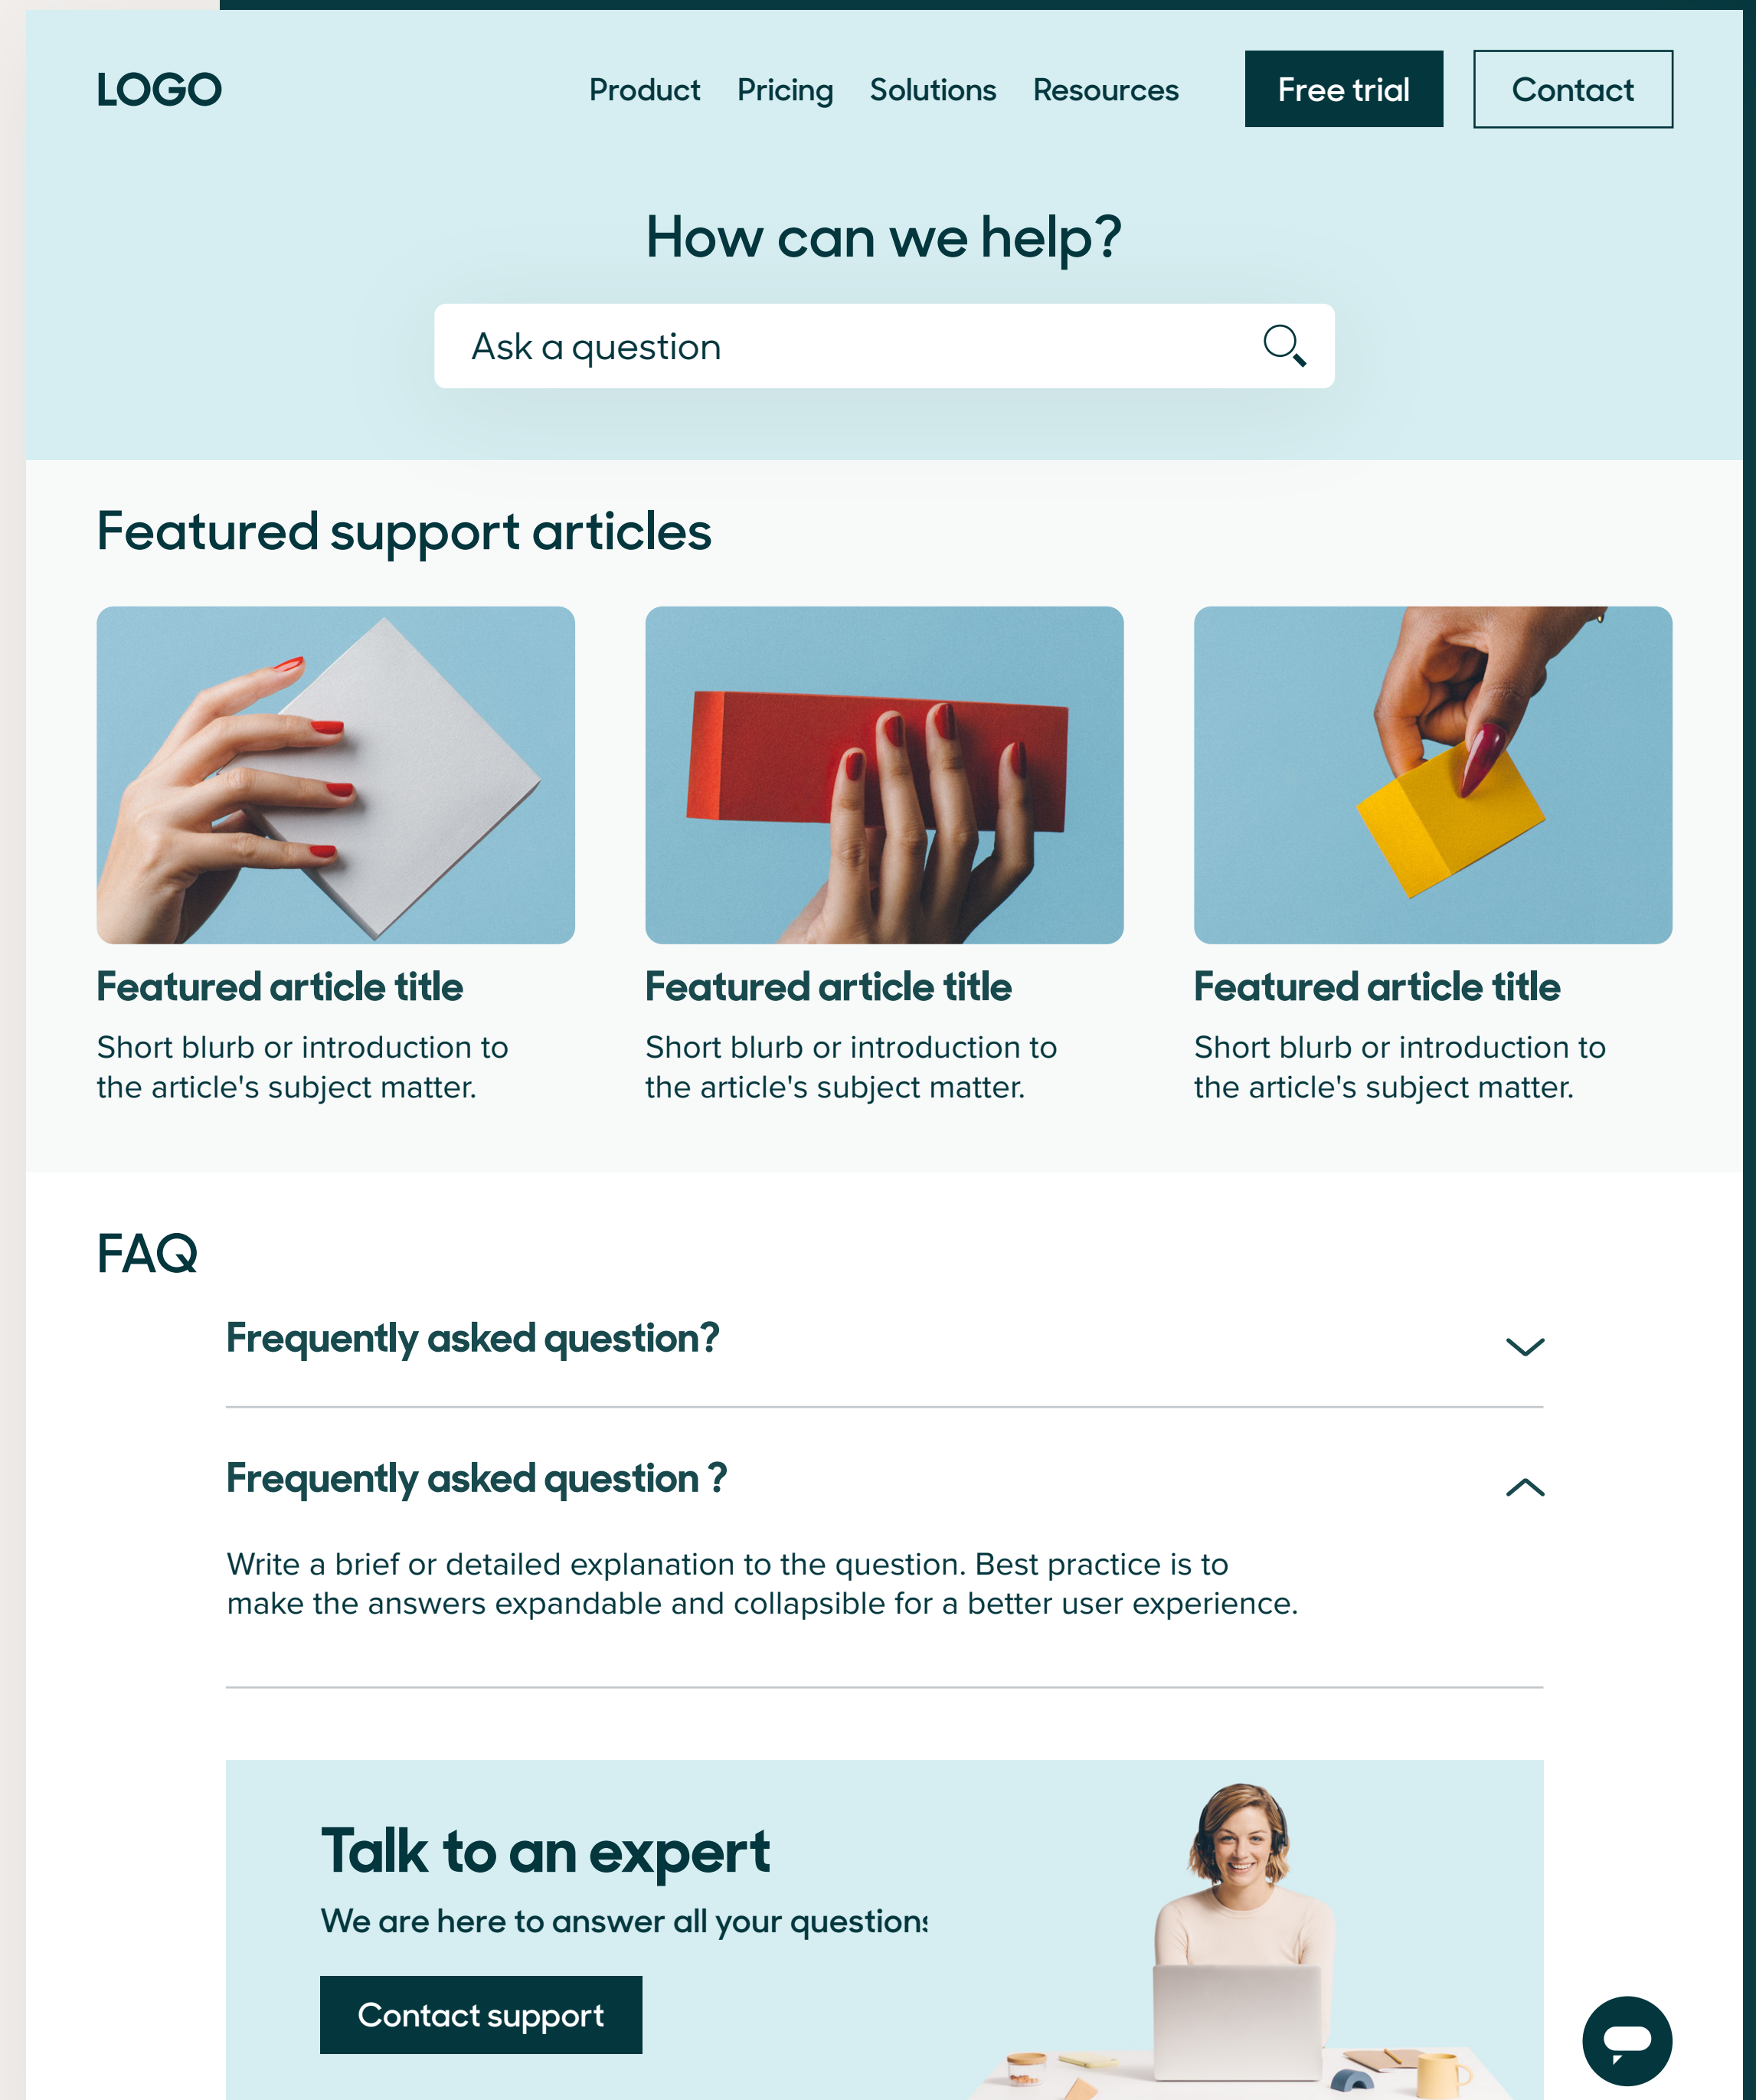 LOGO
Product Pricing Solutions Resources Free trial Contact
How can we help?
Ask a question
Featured support articles
Featured article title
Short blurb or introduction to
the article's subject matter.
Featured article title
Short blurb or introduction to
the article's subject matter.
Featured article title
Short blurb or introduction to
the article's subject matter.
FAQ
Frequently asked question?
Frequently asked question ?
Write a brief or detailed explanation to the question. Best practice is to
make the answers expandable and collapsible for a better user experience.
Talk to an expert
We are here to answer all your questions
Contact support